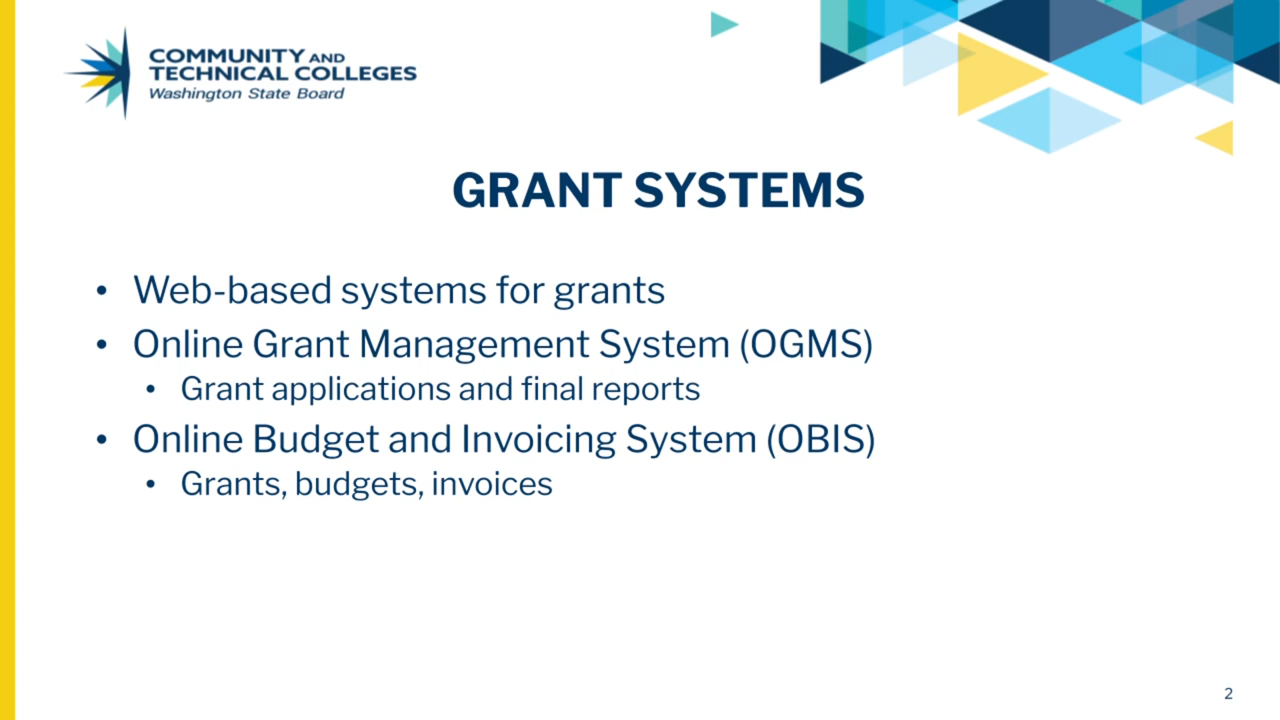 COMMUNITY AND
TECHNICAL COLLEGES
Washington State Board
GRANT SYSTEMS
• Web-based systems for grants
• Online Grant Management System (OGMS)
• Grant applications and final reports
• Online Budget and Invoicing System (OBIS)
• Grants, budgets, invoices
2